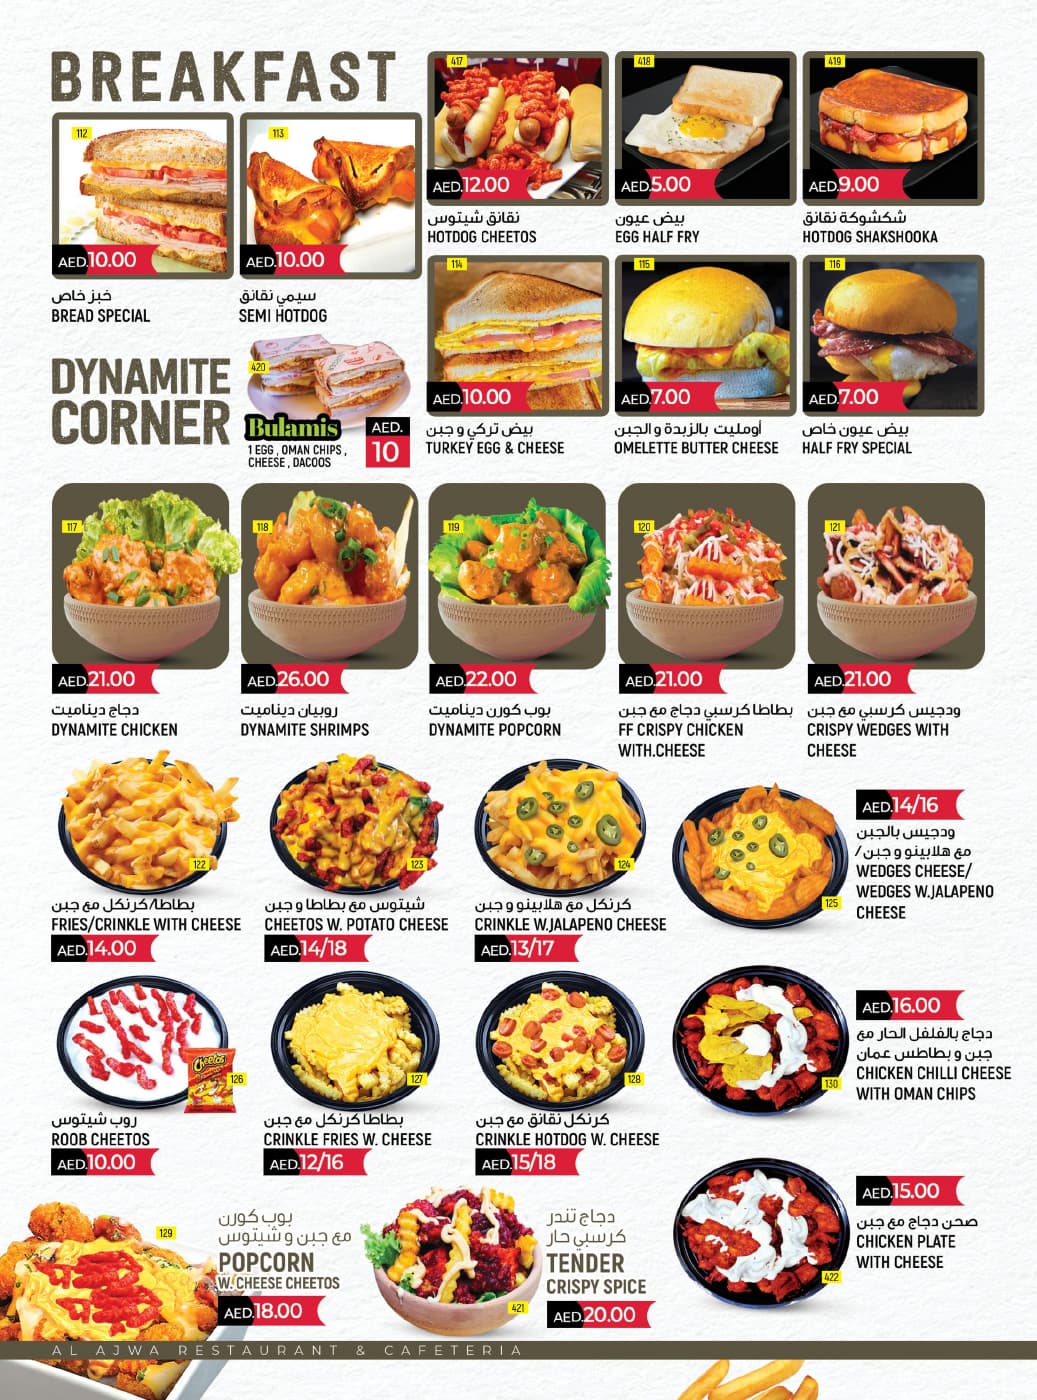 BREAKFAST
112
AED.10.00
خبز خاص
BREAD SPECIAL
113
AED.10.00
سيمي نقانق
SEMI HOTDOG
417
AED.12.00
نقانق شيتوس
HOTDOG CHEETOS
418
AED.5.00
بيض عيون
EGG HALF FRY
419
AED.9.00
شكشوكة نقانق
HOTDOG SHAKSHOOKA
114
AED.10.00
بيض تركي و جبن
TURKEY EGG & CHEESE
115
AED.7.00
أومليت بالزبدة و الجبن
OMELETTE BUTTER CHEESE
116
AED.7.00
بيض عيون خاص
HALF FRY SPECIAL
DYNAMITE
CORNER
420
Bulamis
1 EGG , OMAN CHIPS ,
CHEESE , DACOOS
AED.
10
117
AED.21.00
دجاج ديناميت
DYNAMITE CHICKEN
118
AED.26.00
روبيان ديناميت
DYNAMITE SHRIMPS
119
AED.22.00
بوب كورن ديناميت
DYNAMITE POPCORN
120
AED.21.00
بطاطا كرسبي دجاج مع جبن
FF CRISPY CHICKEN
WITH.CHEESE
121
AED.21.00
ودجيس كرسبي مع جبن
CRISPY WEDGES WITH
CHEESE
122
بطاطا/كرنكل مع جبن
FRIES/CRINKLE WITH CHEESE
AED.14.00
123
شيتوس مع بطاطا و جبن
CHEETOS W. POTATO CHEESE
AED.14/18
124
كرنكل مع هلابينو و جبن
CRINKLE W.JALAPENO CHEESE
AED.13/17
125
AED.14/16
ودجيس بالجبن
مع هلابينو و جبن/
WEDGES CHEESE/
WEDGES W.JALAPENO
CHEESE
Cheetos
126
روب شيتوس
ROOB CHEETOS
AED.10.00
127
بطاطا كرنكل مع جبن
CRINKLE FRIES W. CHEESE
AED.12/16
128
كرنكل نقانق مع جبن
CRINKLE HOTDOG W. CHEESE
AED.15/18
130
AED.16.00
دجاج بالفلفل الحار مع
جبن و بطاطس عمان
CHICKEN CHILLI CHEESE
WITH OMAN CHIPS
129
بوب كورن
مع جبن و شيتوس
POPCORN
W. CHEESE CHEETOS
AED.18.00
421
دجاج تندر
كرسبي حار
TENDER
CRISPY SPICE
AED.20.00
422
AED.15.00
صحن دجاج مع جبن
CHICKEN PLATE
WITH CHEESE
AL AJWA RESTAURANT & CAFETERIA